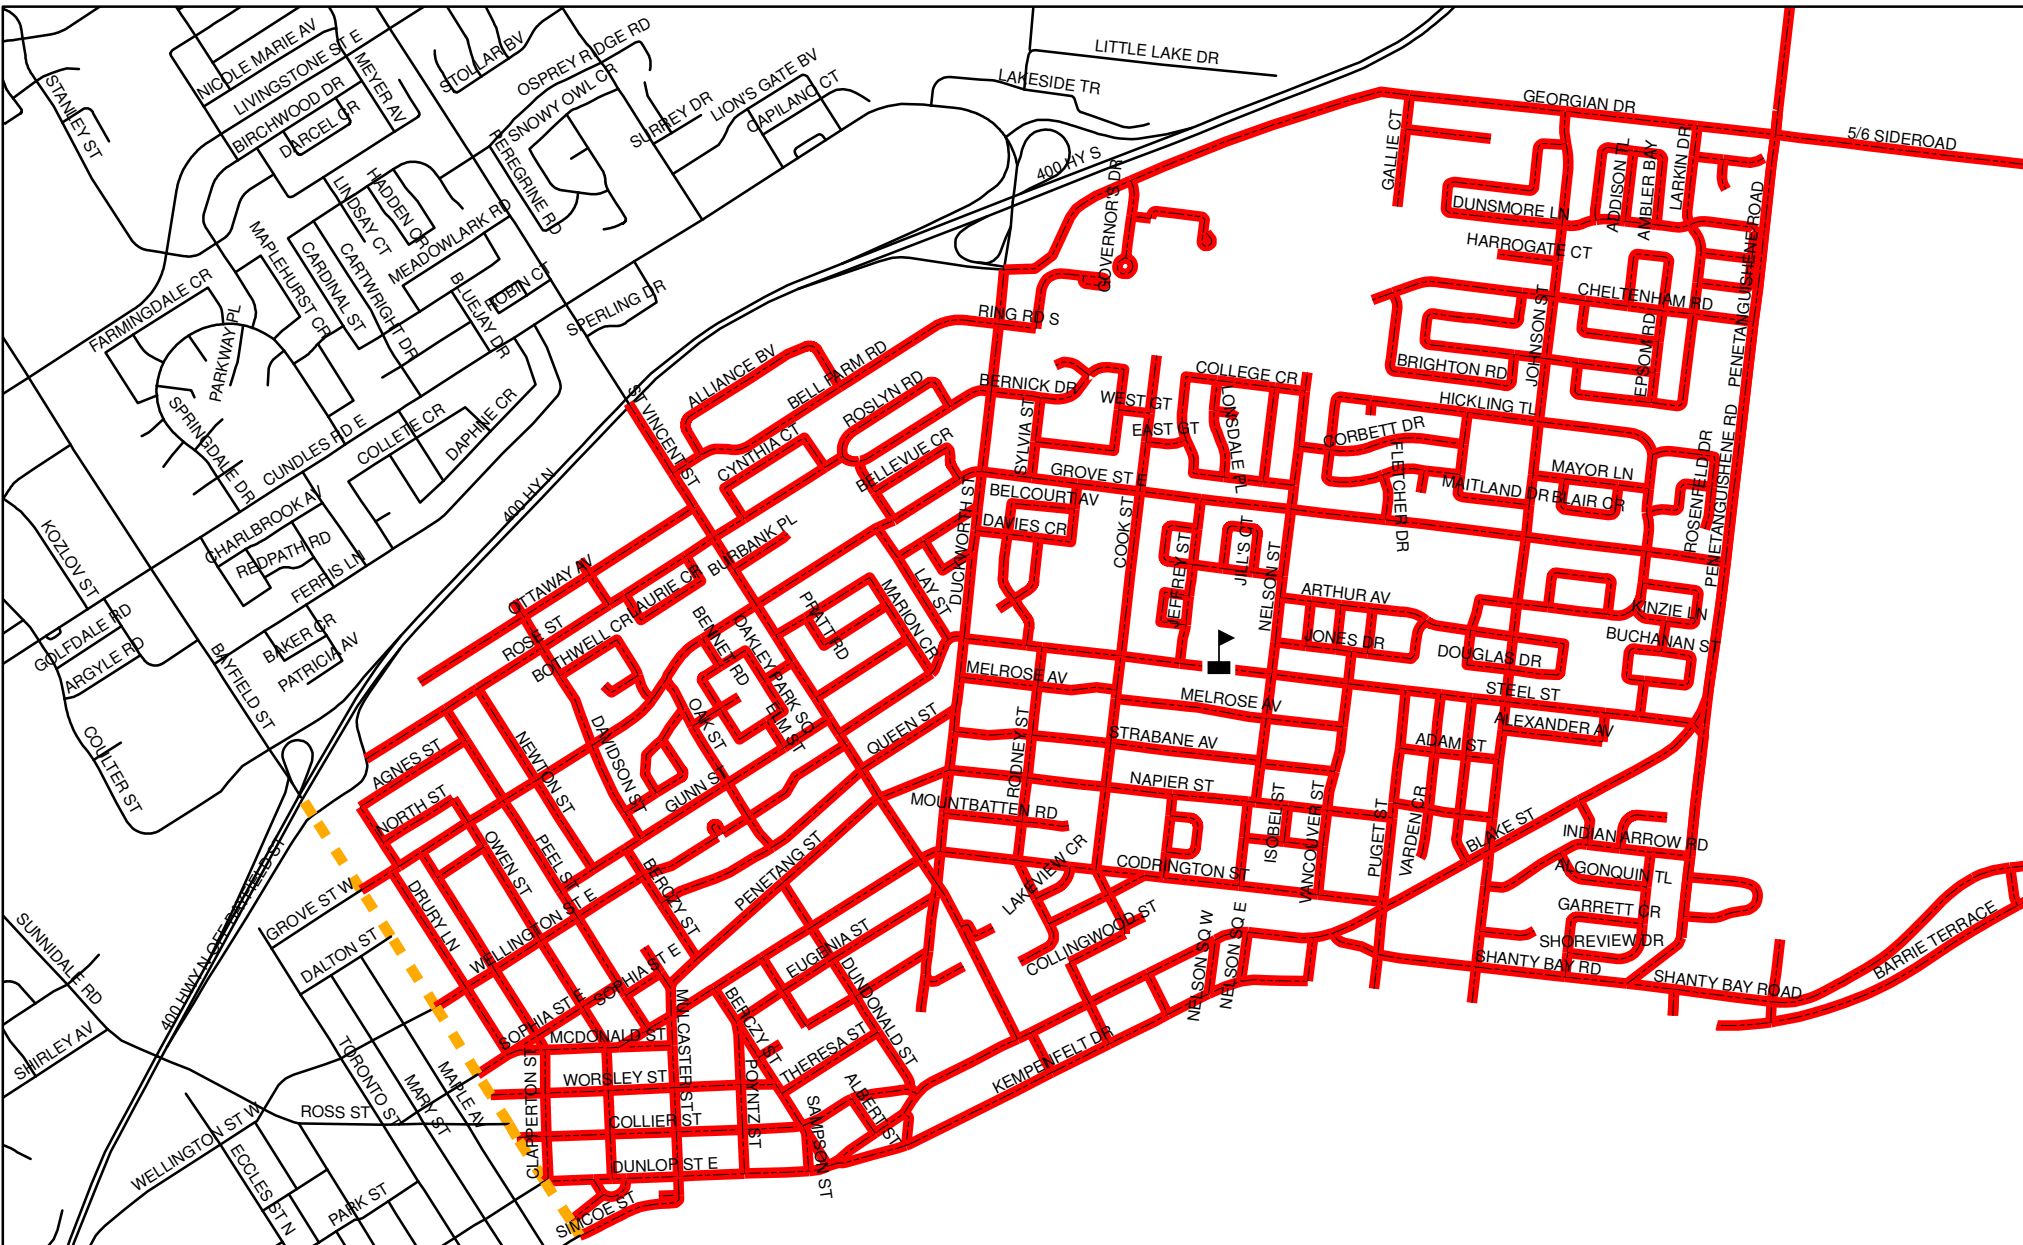 NICOLE MARIE AV
LIVINGSTONE ST E
BIRCHWOOD DR
DARCEL CR
MEYER AV
STOLLAR BV
OSPREY RIDGE RD
SNOWY OWL CR
PEREGRINE RD
SURREY DR
LION'S GATE BV
CAPILANO CT
LITTLE LAKE DR
LAKESIDE TR
400 HY S
STANLEY ST
GEORGIAN DR
5/6 SIDEROAD
GALLIE CT
ADDISON TL
AMBLER BAY
LARKIN DR
DUNSMORE LN
HARROGATE CT
PENETANGUISHENE ROAD
CHELTENHAM RD
JOHNSON ST
EPSOM RD
BRIGHTON RD
HICKLING TL
GOVERNOR'S DR
RING RD S
LINDSAY CT
HADDEN CR
MEADOWLARK RD
MAPLEHURST CR
CARDINAL ST
CARTWRIGHT DR
BLUEJAY DR
ROBIN CT
SPERLING DR
FARMINGDALE CR
PARKWAY PL
SPRINGDALE DR
CUNDLES RD E
COLLETE CR
DAPHNE CR
CHARLBROOK AV
REDPATH RD
FERRIS LN
400 HY N
KOZLOV ST
GOLFDALE RD
ARGYLE RD
BAKER CR
PATRICIA AV
BAYFIELD ST
COULTER ST
ST VINCENT ST
ALLIANCE BV
BELL FARM RD
ROSLYN RD
CYNTHIA CT
BELLEVUE CR
BERNICK DR
SYLVIA ST
WEST GT
EAST GT
COLLEGE CR
LONSDALE PL
GROVE ST E
BELCOURT AV
DAVIES CR
DUCKWORTH ST
COOK ST
JEFFREY ST
JILL'S CT
NELSON ST
CORBETT DR
FLETCHER DR
MAITLAND DR
MAYOR LN
BLAIR CR
ROSENFELD DR
PENETANGUISHENE RD
PENETANGUISHENE RD
KINZIE LN
BUCHANAN ST
ARTHUR AV
JONES DR
DOUGLAS DR
STEEL ST
ALEXANDER AV
ADAM ST
OTTAWAY AV
ROSE ST
BOTHWELL CR
LAURIE CR
BURBANK PL
BENNET RD
OAKLEY PARK SQ
PRATT RD
MARION CR
LAY ST
OAK ST
ELM ST
QUEEN ST
DAVIDSON ST
GUNN ST
NEWTON ST
AGNES ST
NORTH ST
OWEN ST
PEEL ST
DRURY LN
WELLINGTON ST E
BERCZY ST
PENETANG ST
MELROSE AV
MELROSE AV
STRABANE AV
RODNEY ST
NAPIER ST
MOUNTBATTEN RD
ISOBEL ST
VANCOUVER ST
PUGET ST
VARDEN CR
BLAKE ST
INDIAN ARROW RD
ALGONQUIN TL
GARRETT CR
SHOREVIEW DR
SHANTY BAY RD
SHANTY BAY ROAD
BARRIE TERRACE
CODRINGTON ST
LAKEVIEW CR
COLLINGWOOD ST
NELSON SQ W
NELSON SQ E
KEMPENFELT DR
EUGENIA ST
DUNDONALD ST
THERESA ST
ALBERT ST
SAMPSON ST
BERCZY ST
POYNTZ ST
MULCASTER ST
SOPHIA ST E
SOPHIA ST E
MCDONALD ST
WORSLEY ST
COLLIER ST
DUNLOP ST E
SIMCOE ST
CLAPPERTON ST
GROVE ST W
DALTON ST
400 HWY N OFF BAYFIELD ST
SUNNIDALE RD
SHIRLEY AV
WELLINGTON ST W
ROSS ST
TORONTO ST
MARY ST
MAPLE AV
ECCLES ST N
PARK ST